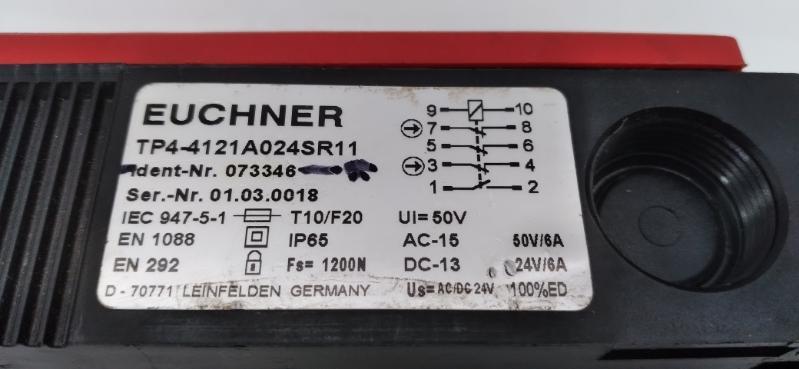 EUCHNER
TP4-4121A024SR11
Ident-Nr. 073346
Ser.-Nr. 01.03.0018
9 10
7 8
5 6
3 4
1 2
IEC 947-5-1 T10/F20 UI=50V
EN 1088 IP65 AC-15 50V/6A
EN 292 Fs= 1200N DC-13 24V/6A
D - 70771 LEINFELDEN GERMANY Us=AC/DC 24V 100%ED